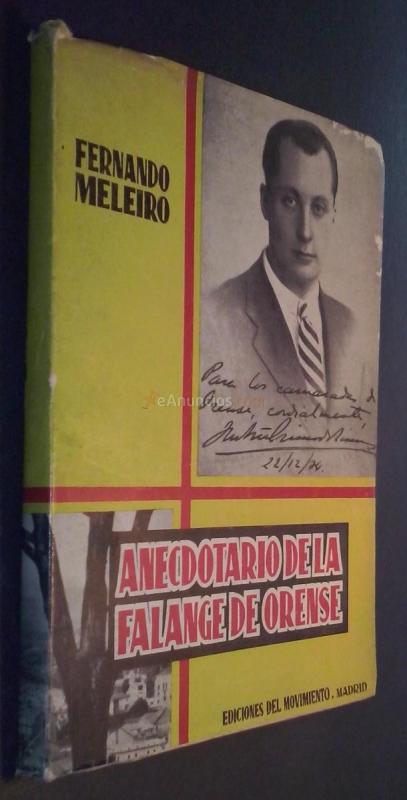 FERNANDO
MELEIRO
Para los camaradas de
Orense, cordialmente,
22/12/34.
eAnuncios.com
ANECDOTARIO DE LA
FALANGE DE ORENSE
EDICIONES DEL MOVIMIENTO. MADRID